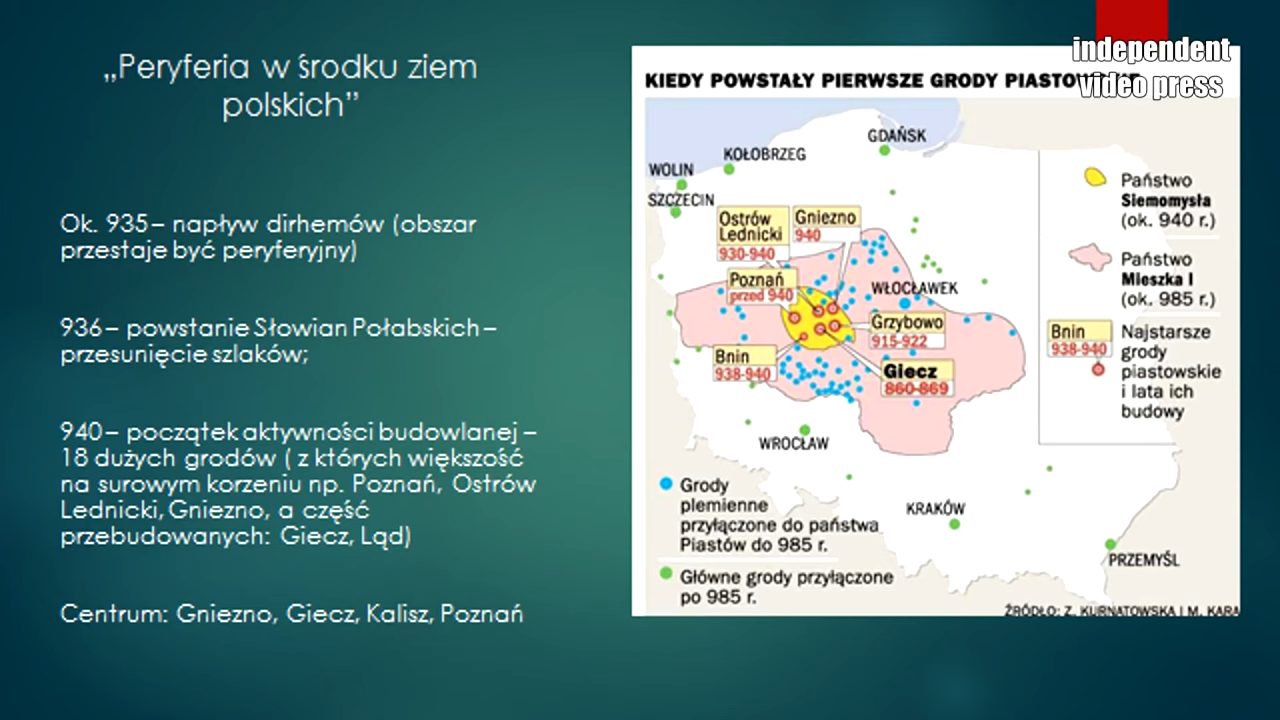 „Peryferia w środku ziem
polskich”
Ok. 935 – napływ dirhemów (obszar
przestaje być peryferyjny)
936 – powstanie Słowian Połabskich –
przesunięcie szlaków;
940 – początek aktywności budowlanej –
18 dużych grodów ( z których większość
na surowym korzeniu np. Poznań, Ostrów
Lednicki, Gniezno, a część
przebudowanych: Giecz, Ląd)
Centrum: Gniezno, Giecz, Kalisz, Poznań
independent
video press
KIEDY POWSTAŁY PIERWSZE GRODY
GDAŃSK
KOŁOBRZEG
WOLIN
SZCZECIN
Ostrów
Lednicki
930-940
Gniezno
940
Poznań
przed 940
WŁOCŁAWEK
Grzybowo
915-922
Bnin
938-940
Giecz
860-869
WROCŁAW
KRAKÓW
PRZEMYŚL
Państwo
Siemomysła
(ok. 940 r.)
Państwo
Mieszka I
(ok. 985 r.)
Bnin
938-940
Najstarsze
grody
piastowskie
i lata ich
budowy
Grody
plemienne
przyłączone do państwa
Piastów do 985 r.
Główne grody przyłączone
po 985 r.
ŹRÓDŁO: Z. KURNATOWSKA I M. KARA